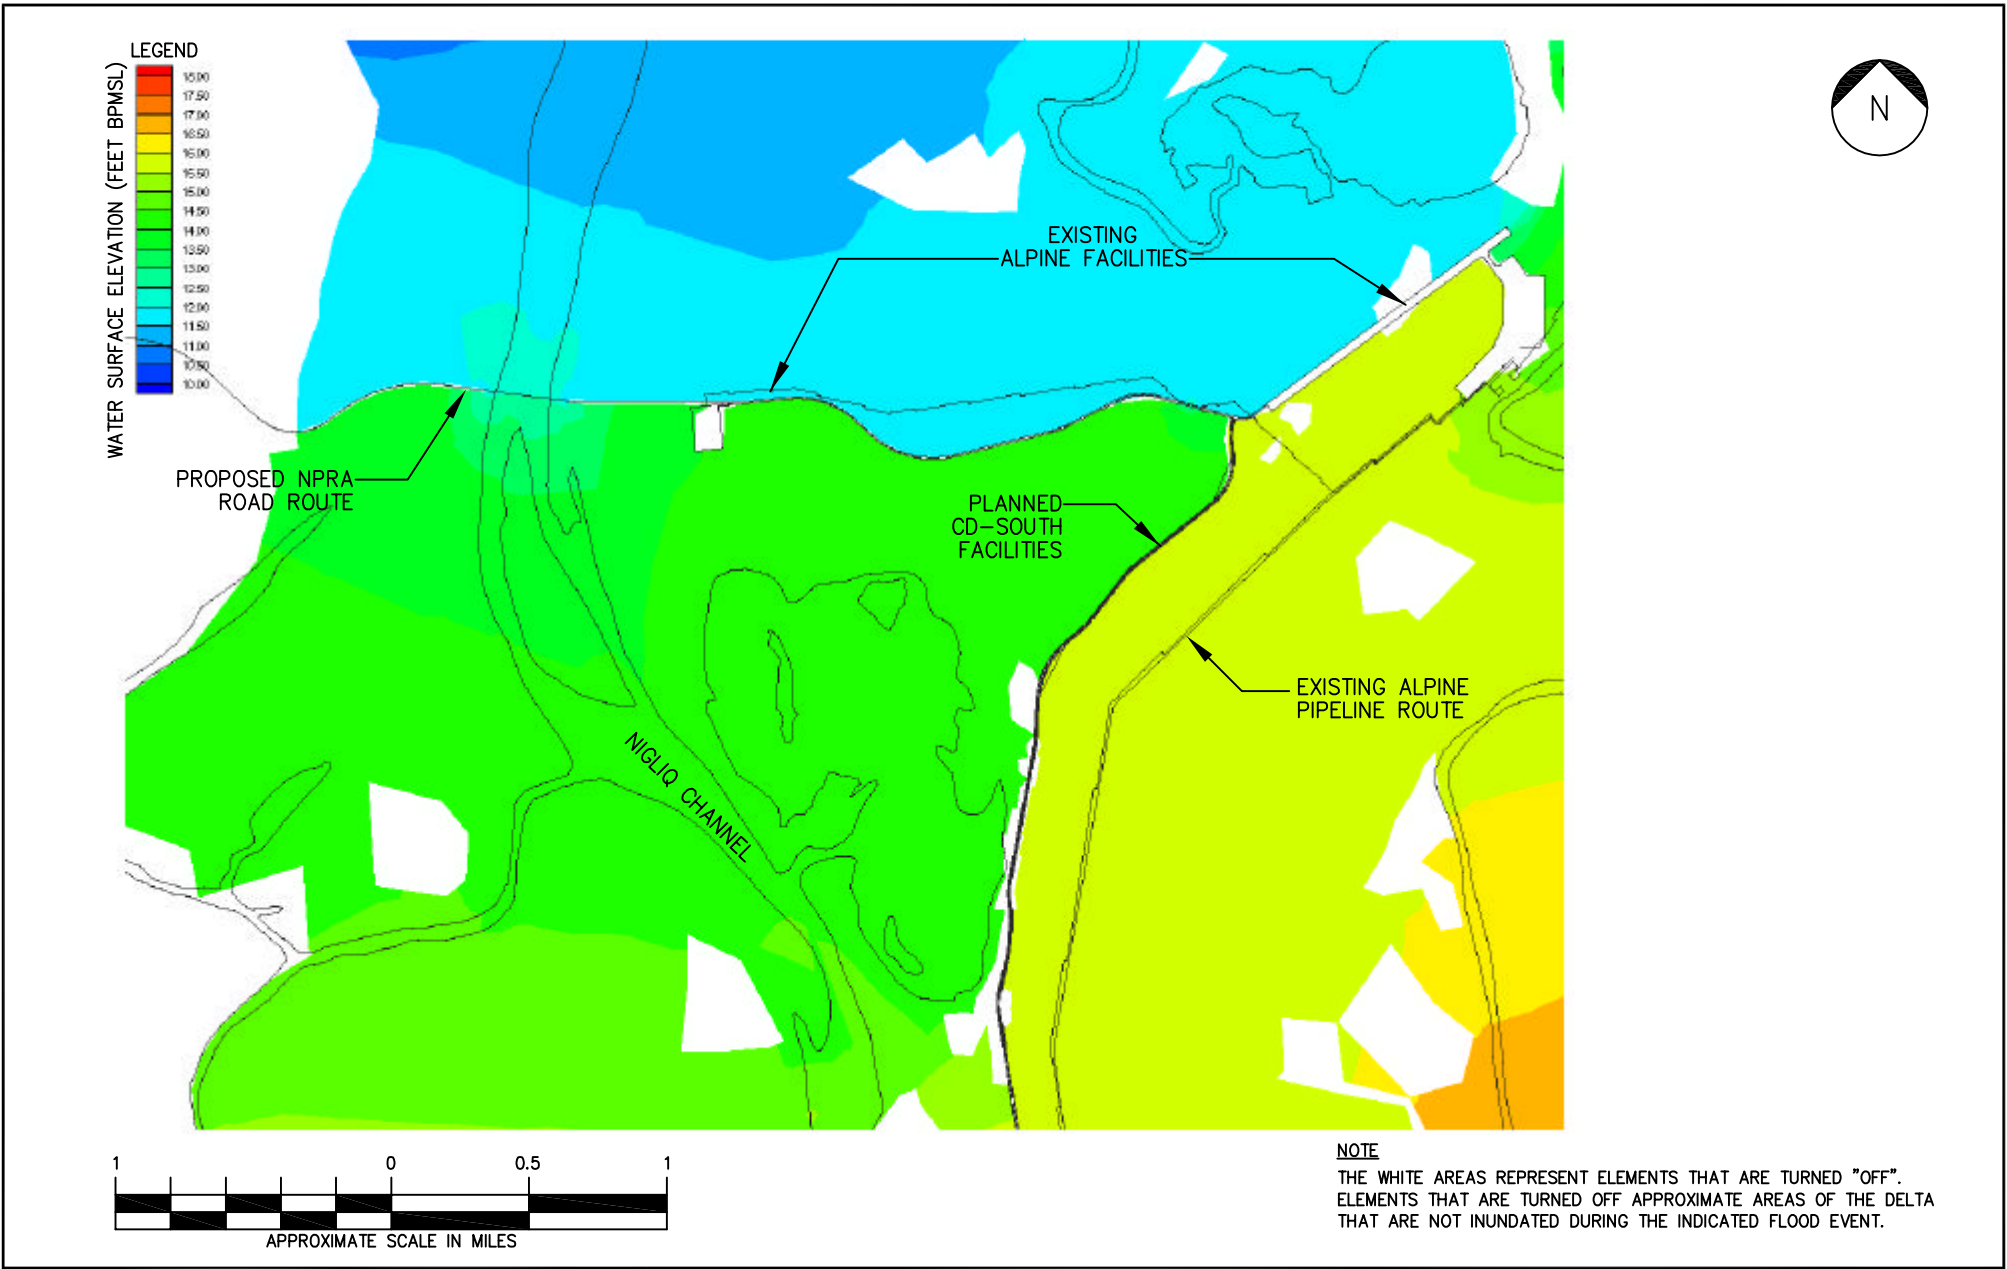 LEGEND
WATER SURFACE ELEVATION (FEET BPMSL)
18.00
17.50
17.00
16.50
16.00
15.50
15.00
14.50
14.00
13.50
13.00
12.50
12.00
11.50
11.00
10.50
10.00
N
EXISTING
ALPINE FACILITIES
PROPOSED NPRA
ROAD ROUTE
PLANNED
CD-SOUTH
FACILITIES
EXISTING ALPINE
PIPELINE ROUTE
NIGLIQ CHANNEL
1 0 0.5 1
APPROXIMATE SCALE IN MILES
NOTE
THE WHITE AREAS REPRESENT ELEMENTS THAT ARE TURNED "OFF".
ELEMENTS THAT ARE TURNED OFF APPROXIMATE AREAS OF THE DELTA
THAT ARE NOT INUNDATED DURING THE INDICATED FLOOD EVENT.